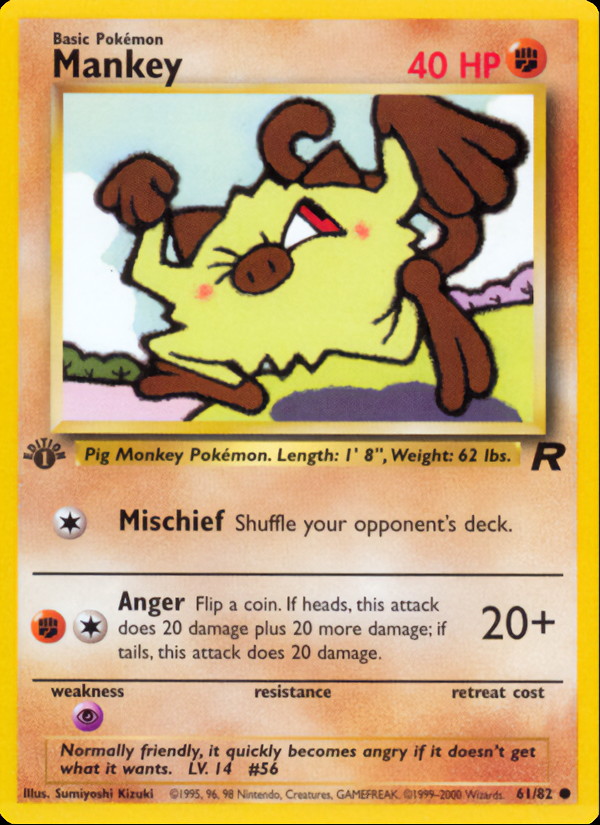 Basic Pokémon
Mankey
40 HP
EDITION
1
Pig Monkey Pokémon. Length: 1' 8", Weight: 62 lbs.
R
Mischief Shuffle your opponent's deck.
Anger Flip a coin. If heads, this attack
does 20 damage plus 20 more damage; if
tails, this attack does 20 damage.
20+
weakness resistance retreat cost
Normally friendly, it quickly becomes angry if it doesn't get
what it wants. LV. 14 #56
Illus. Sumiyoshi Kizuki ©1995, 96, 98 Nintendo, Creatures, GAMEFREAK. ©1999-2000 Wizards. 61/82